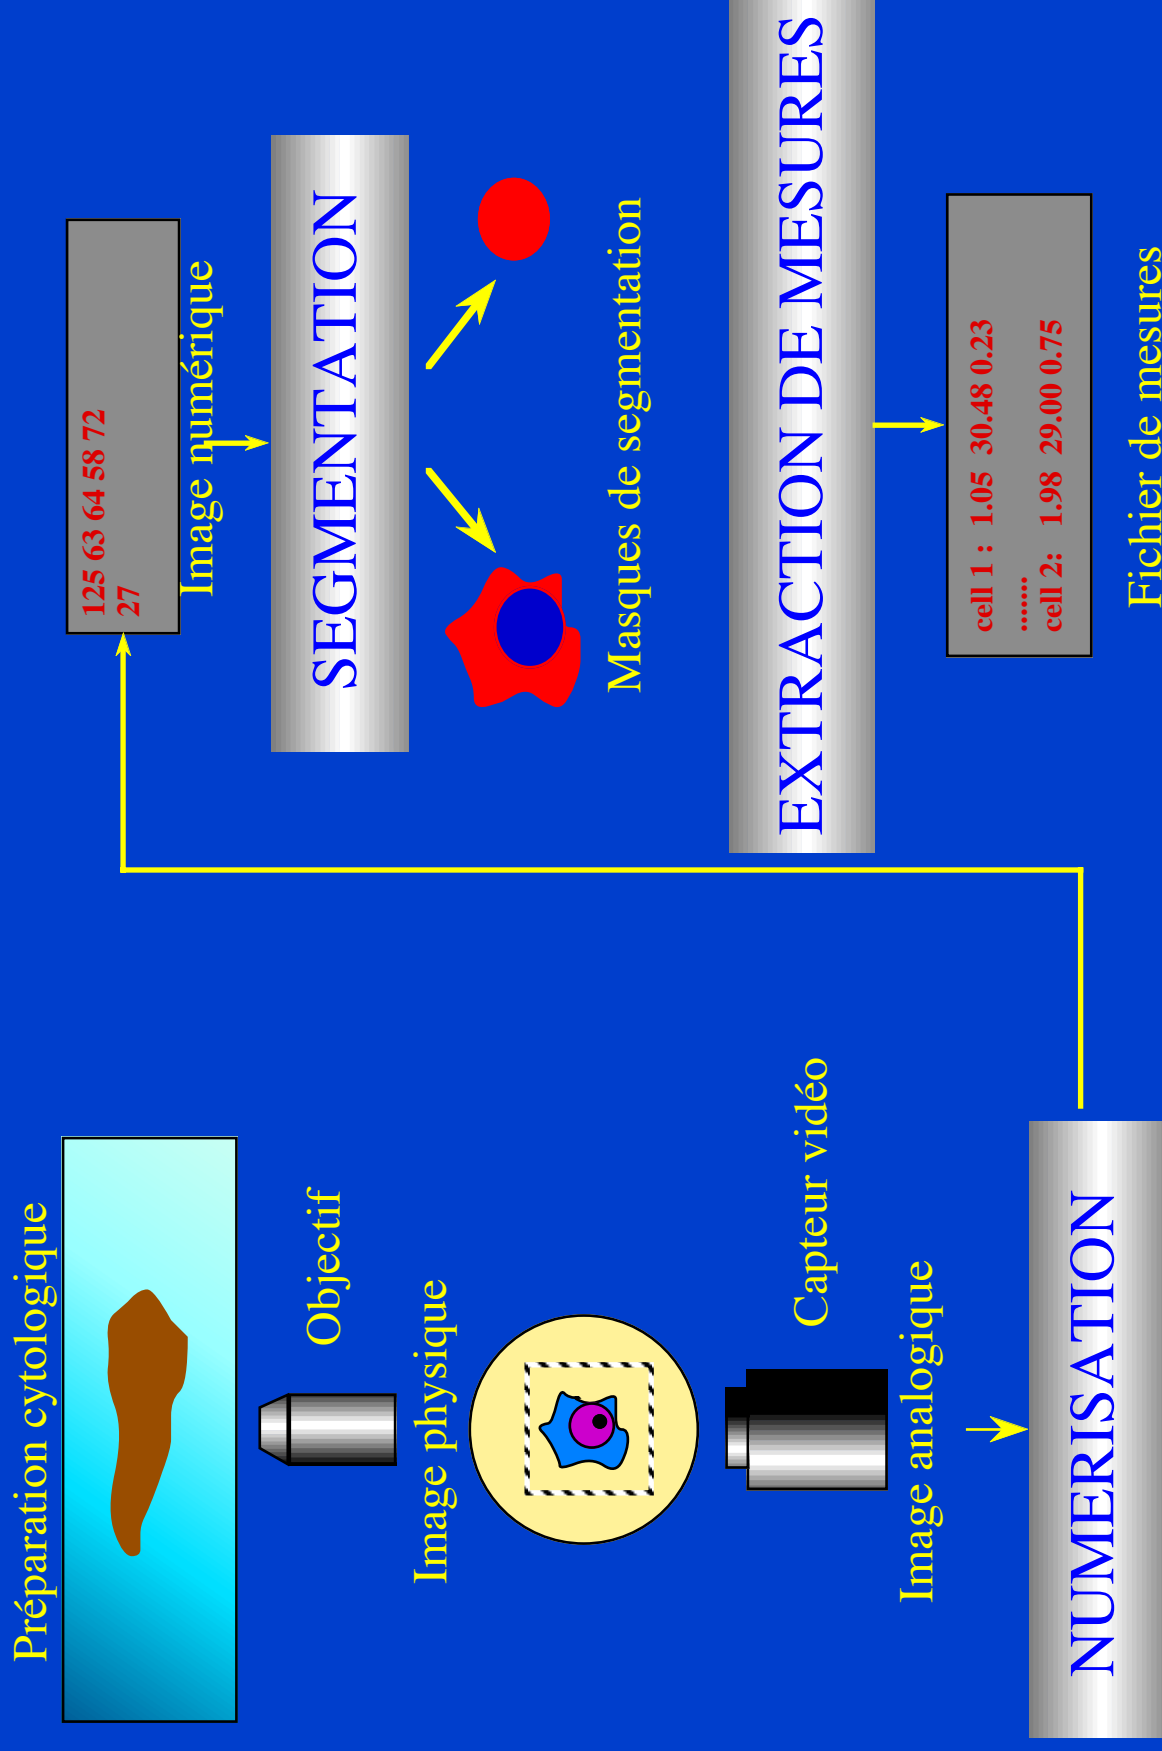 Préparation cytologique
Objectif
Image physique
Capteur vidéo
Image analogique
NUMERISATION
125 63 64 58 72
27
Image numérique
SEGMENTATION
Masques de segmentation
EXTRACTION DE MESURES
cell 1 : 1.05 30.48 0.23
.......
cell 2: 1.98 29.00 0.75
Fichier de mesures